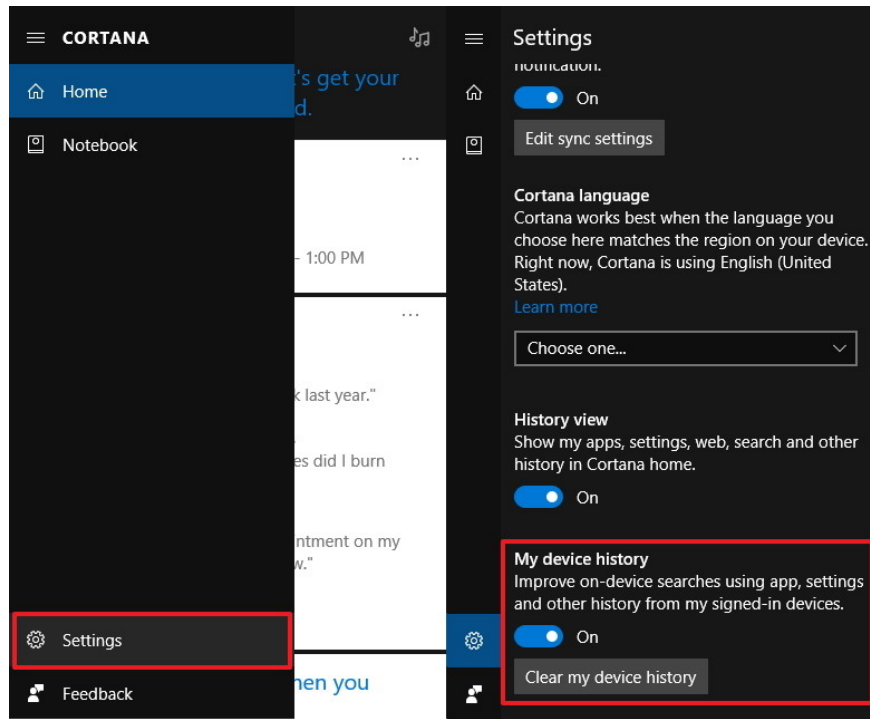 CORTANA
Home
Notebook
Settings
Feedback
's get your
d.
- 1:00 PM
k last year."
es did I burn
ntment on my
w."
hen you
Settings
notification.
On
Edit sync settings
Cortana language
Cortana works best when the language you
choose here matches the region on your device.
Right now, Cortana is using English (United
States).
Learn more
Choose one...
History view
Show my apps, settings, web, search and other
history in Cortana home.
On
My device history
Improve on-device searches using app, settings
and other history from my signed-in devices.
On
Clear my device history